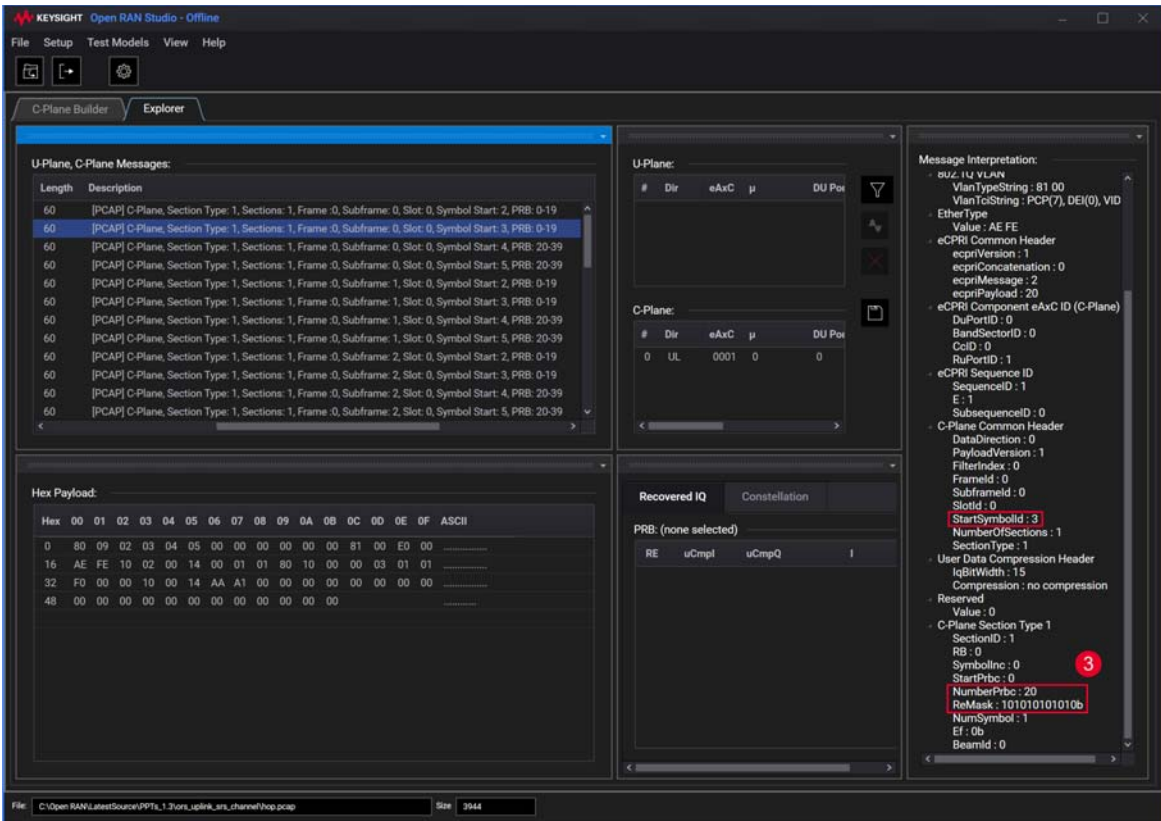 KEYSIGHT Open RAN Studio - Offline
File Setup Test Models View Help
C-Plane Builder Explorer
U-Plane, C-Plane Messages:
Length Description
60 [PCAP] C-Plane, Section Type: 1, Sections: 1, Frame :0, Subframe: 0, Slot: 0, Symbol Start: 2, PRB: 0-19
60 [PCAP] C-Plane, Section Type: 1, Sections: 1, Frame :0, Subframe: 0, Slot: 0, Symbol Start: 3, PRB: 0-19
60 [PCAP] C-Plane, Section Type: 1, Sections: 1, Frame :0, Subframe: 0, Slot: 0, Symbol Start: 4, PRB: 20-39
60 [PCAP] C-Plane, Section Type: 1, Sections: 1, Frame :0, Subframe: 0, Slot: 0, Symbol Start: 5, PRB: 20-39
60 [PCAP] C-Plane, Section Type: 1, Sections: 1, Frame :0, Subframe: 1, Slot: 0, Symbol Start: 2, PRB: 0-19
60 [PCAP] C-Plane, Section Type: 1, Sections: 1, Frame :0, Subframe: 1, Slot: 0, Symbol Start: 3, PRB: 0-19
60 [PCAP] C-Plane, Section Type: 1, Sections: 1, Frame :0, Subframe: 1, Slot: 0, Symbol Start: 4, PRB: 20-39
60 [PCAP] C-Plane, Section Type: 1, Sections: 1, Frame :0, Subframe: 1, Slot: 0, Symbol Start: 5, PRB: 20-39
60 [PCAP] C-Plane, Section Type: 1, Sections: 1, Frame :0, Subframe: 2, Slot: 0, Symbol Start: 2, PRB: 0-19
60 [PCAP] C-Plane, Section Type: 1, Sections: 1, Frame :0, Subframe: 2, Slot: 0, Symbol Start: 3, PRB: 0-19
60 [PCAP] C-Plane, Section Type: 1, Sections: 1, Frame :0, Subframe: 2, Slot: 0, Symbol Start: 4, PRB: 20-39
60 [PCAP] C-Plane, Section Type: 1, Sections: 1, Frame :0, Subframe: 2, Slot: 0, Symbol Start: 5, PRB: 20-39
U-Plane:
# Dir eAxC μ DU Por
C-Plane:
# Dir eAxC μ DU Por
0 UL 0001 0 0
Hex Payload:
Hex 00 01 02 03 04 05 06 07 08 09 0A 0B 0C 0D 0E 0F ASCII
0 80 09 02 03 04 05 00 00 00 00 00 00 81 00 E0 00 ................
16 AE FE 10 02 00 14 00 01 01 80 10 00 00 03 01 01 ................
32 F0 00 00 10 00 14 AA A1 00 00 00 00 00 00 00 00 ................
48 00 00 00 00 00 00 00 00 00 00 00 00 ............
Recovered IQ Constellation
PRB: (none selected)
RE uCmpI uCmpQ I
Message Interpretation:
802.1Q VLAN
VlanTypeString : 81 00
VlanTciString : PCP(7), DEI(0), VID
EtherType
Value : AE FE
eCPRI Common Header
ecpriVersion : 1
ecpriConcatenation : 0
ecpriMessage : 2
ecpriPayload : 20
eCPRI Component eAxC ID (C-Plane)
DuPortID : 0
BandSectorID : 0
CcID : 0
RuPortID : 1
eCPRI Sequence ID
SequenceID : 1
E : 1
SubsequenceID : 0
C-Plane Common Header
DataDirection : 0
PayloadVersion : 1
FilterIndex : 0
FrameId : 0
SubframeId : 0
SlotId : 0
StartSymbolId : 3
NumberOfSections : 1
SectionType : 1
User Data Compression Header
IqBitWidth : 15
Compression : no compression
Reserved
Value : 0
C-Plane Section Type 1
SectionID : 1
RB : 0
SymbolInc : 0
3
StartPrbc : 0
NumberPrbc : 20
ReMask : 101010101010b
NumSymbol : 1
Ef : 0b
BeamId : 0
File: C:\Open RAN\LatestSource\PPTs_1.3\ors_uplink_srs_channel\hop.pcap Size 3944